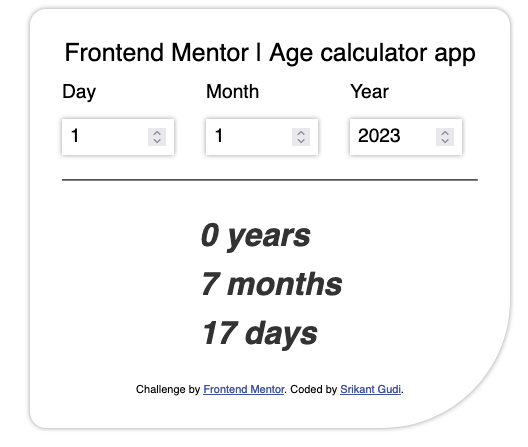 Frontend Mentor | Age calculator app
Day Month Year
1 1 2023
0 years
7 months
17 days
Challenge by Frontend Mentor. Coded by Srikant Gudi.